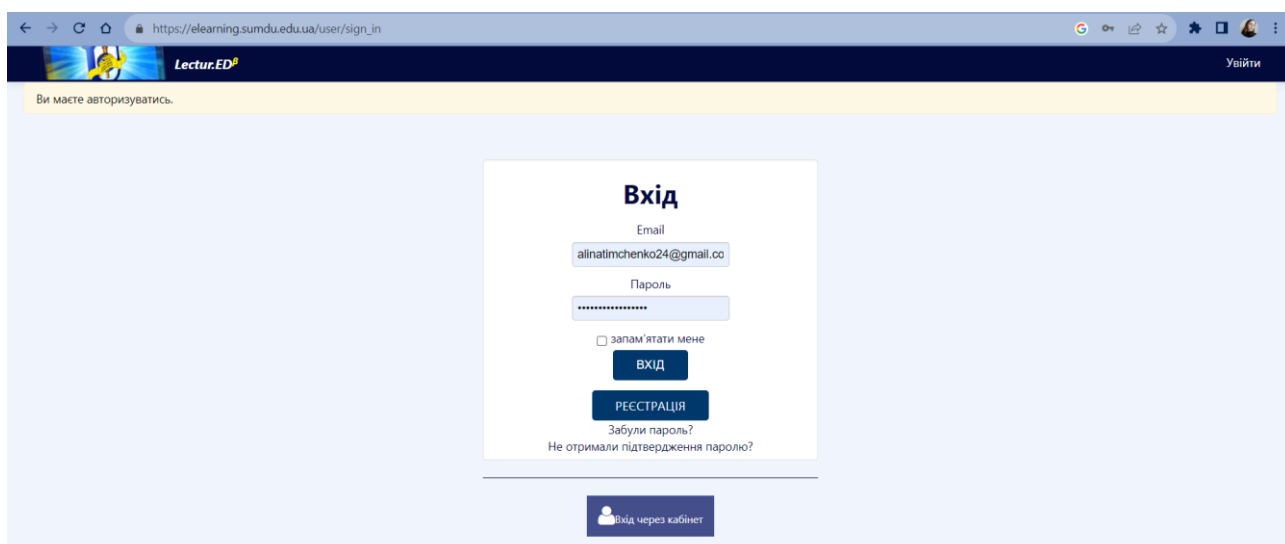 https://elearning.sumdu.edu.ua/user/sign_in
Lectur.EDβ
Увійти
Ви маєте авторизуватись.
Вхід
Email
alinatimchenko24@gmail.co
Пароль
•••••••••••••••••
запам'ятати мене
ВХІД
РЕЄСТРАЦІЯ
Забули пароль?
Не отримали підтвердження паролю?
Вхід через кабінет